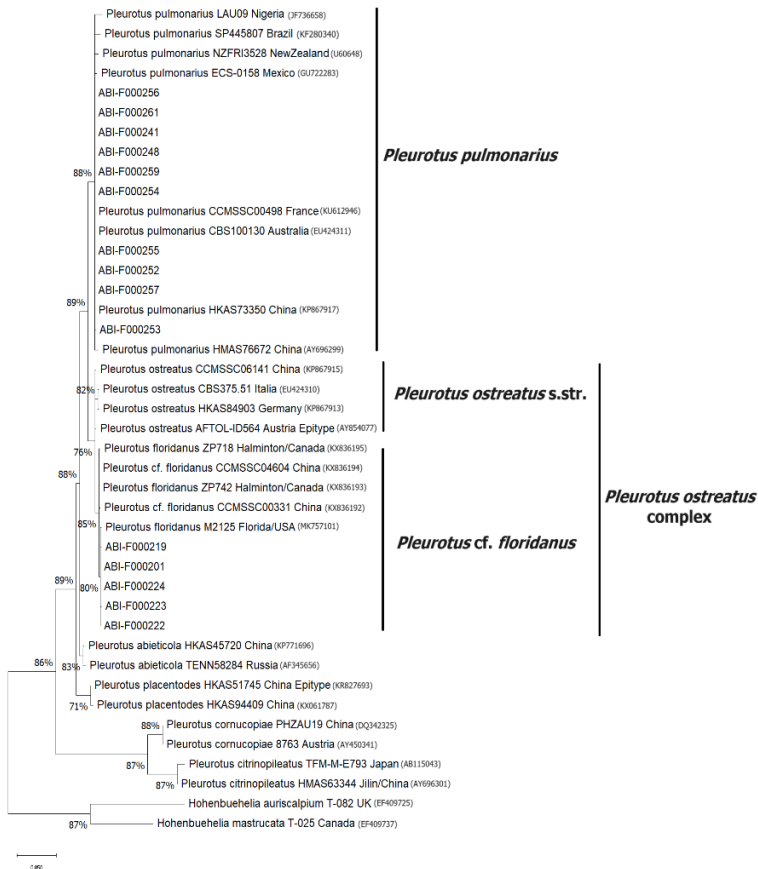 Pleurotus pulmonarius LAU09 Nigeria (JF736658)
Pleurotus pulmonarius SP445807 Brazil (KF280340)
Pleurotus pulmonarius NZFRI3528 NewZealand (U60648)
Pleurotus pulmonarius ECS-0158 Mexico (GU722283)
ABI-F000256
ABI-F000261
ABI-F000241
ABI-F000248
ABI-F000259
ABI-F000254
Pleurotus pulmonarius CCMSSC00498 France(KU612946)
Pleurotus pulmonarius CBS100130 Australia (EU424311)
ABI-F000255
ABI-F000252
ABI-F000257
Pleurotus pulmonarius HKAS73350 China (KP867917)
ABI-F000253
Pleurotus pulmonarius HMAS76672 China (AY696299)
Pleurotus ostreatus CCMSSC06141 China (KP867915)
Pleurotus ostreatus CBS375.51 Italia (EU424310)
Pleurotus ostreatus HKAS84903 Germany (KP867913)
Pleurotus ostreatus AFTOL-ID564 Austria Epitype (AY854077)
Pleurotus floridanus ZP718 Halminton/Canada (KX836195)
Pleurotus cf. floridanus CCMSSC04604 China (KX836194)
Pleurotus floridanus ZP742 Halminton/Canada (KX836193)
Pleurotus cf. floridanus CCMSSC00331 China (KX836192)
Pleurotus floridanus M2125 Florida/USA (MK757101)
ABI-F000219
ABI-F000201
ABI-F000224
ABI-F000223
ABI-F000222
Pleurotus abieticola HKAS45720 China (KP771696)
Pleurotus abieticola TENN58284 Russia (AF345656)
Pleurotus placentodes HKAS51745 China Epitype (KR827693)
Pleurotus placentodes HKAS94409 China (KX061787)
Pleurotus cornucopiae PHZAU19 China (DQ342325)
Pleurotus cornucopiae 8763 Austria (AY450341)
Pleurotus citrinopileatus TFM-M-E793 Japan (AB115043)
Pleurotus citrinopileatus HMAS63344 Jilin/China (AY696301)
Hohenbuehelia auriscalpium T-082 UK (EF409725)
Hohenbuehelia mastrucata T-025 Canada (EF409737)
88%
89%
82%
76%
88%
85%
89%
80%
86%
83%
71%
88%
87%
87%
87%
Pleurotus pulmonarius
Pleurotus ostreatus s.str.
Pleurotus cf. floridanus
Pleurotus ostreatus
complex